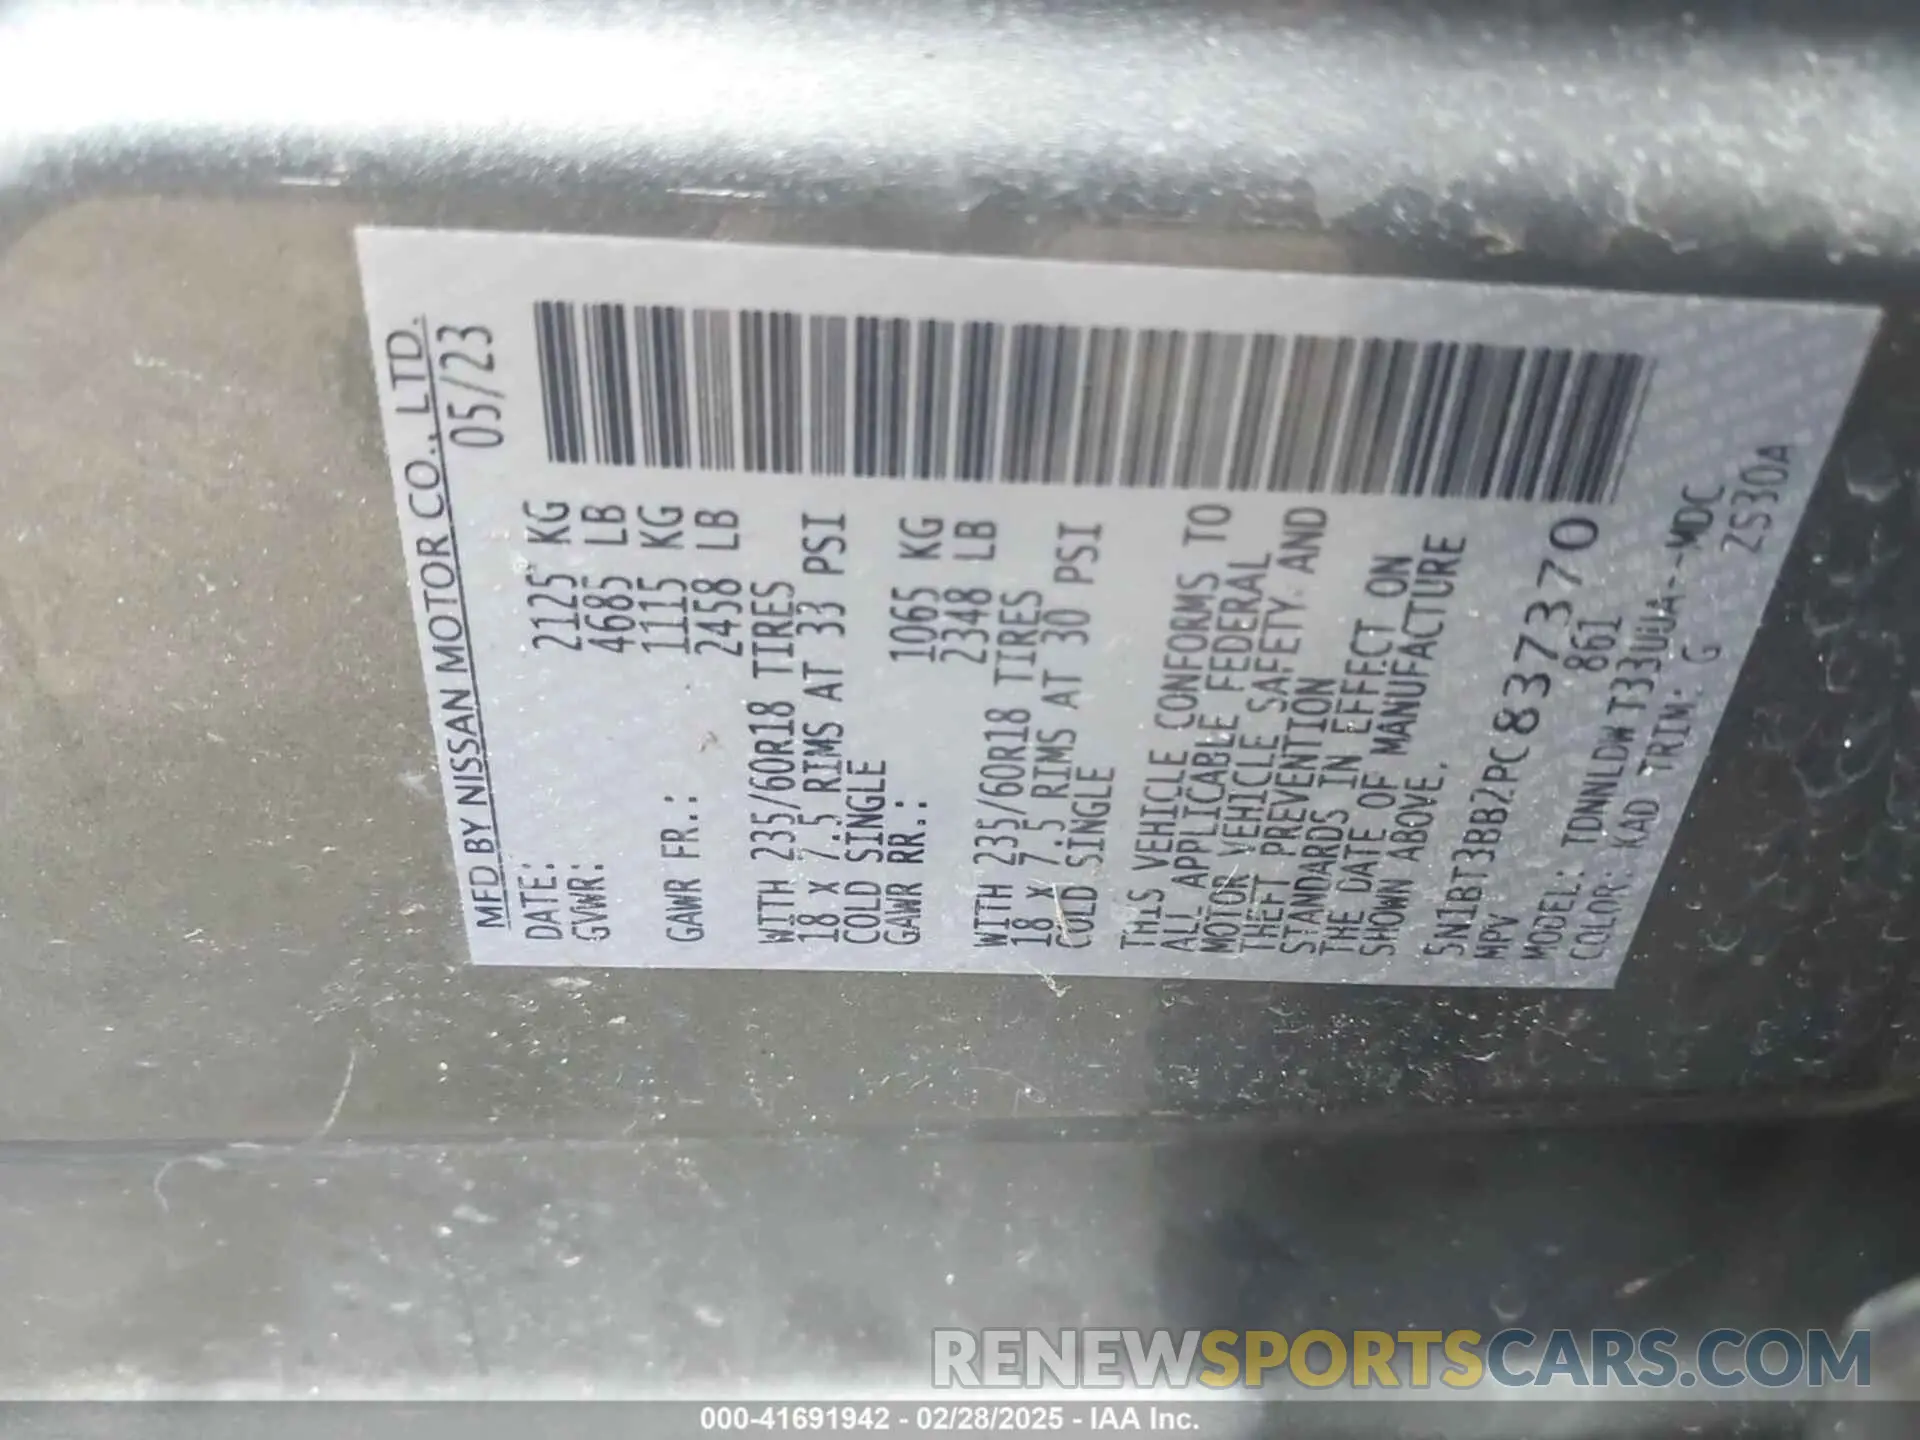 MFD BY NISSAN MOTOR CO., LTD.
DATE: 05/23
GVWR: 2125 KG
4685 LB
GAWR FR.: 1115 KG
2458 LB
WITH 235/60R18 TIRES
18 X 7.5 RIMS AT 33 PSI
COLD SINGLE
GAWR RR.: 1065 KG
2348 LB
WITH 235/60R18 TIRES
18 X 7.5 RIMS AT 30 PSI
COLD SINGLE
THIS VEHICLE CONFORMS TO
ALL APPLICABLE FEDERAL
MOTOR VEHICLE SAFETY AND
THEFT PREVENTION
STANDARDS IN EFFECT ON
THE DATE OF MANUFACTURE
SHOWN ABOVE.
5N1BT3BB2PC837370
MPV 861
MODEL: TDNNLDWT33UUA--MDC
COLOR: KAD TRIM: G
ZS30A
RENEWSPORTSCARS.COM
000-41691942 - 02/28/2025 - IAA Inc.